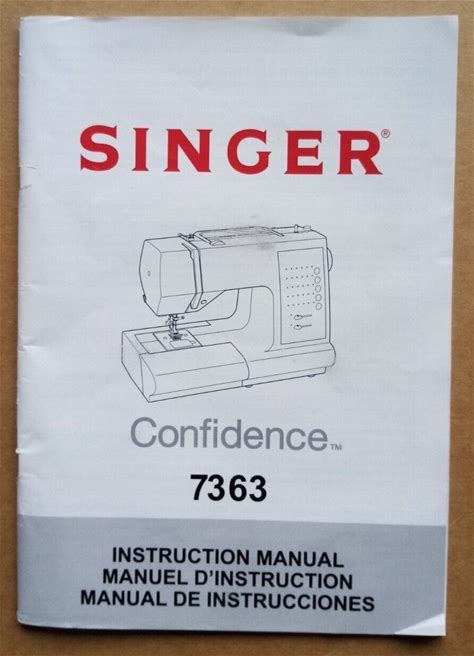 SINGER®
Confidence™
7363
INSTRUCTION MANUAL
MANUEL D'INSTRUCTION
MANUAL DE INSTRUCCIONES